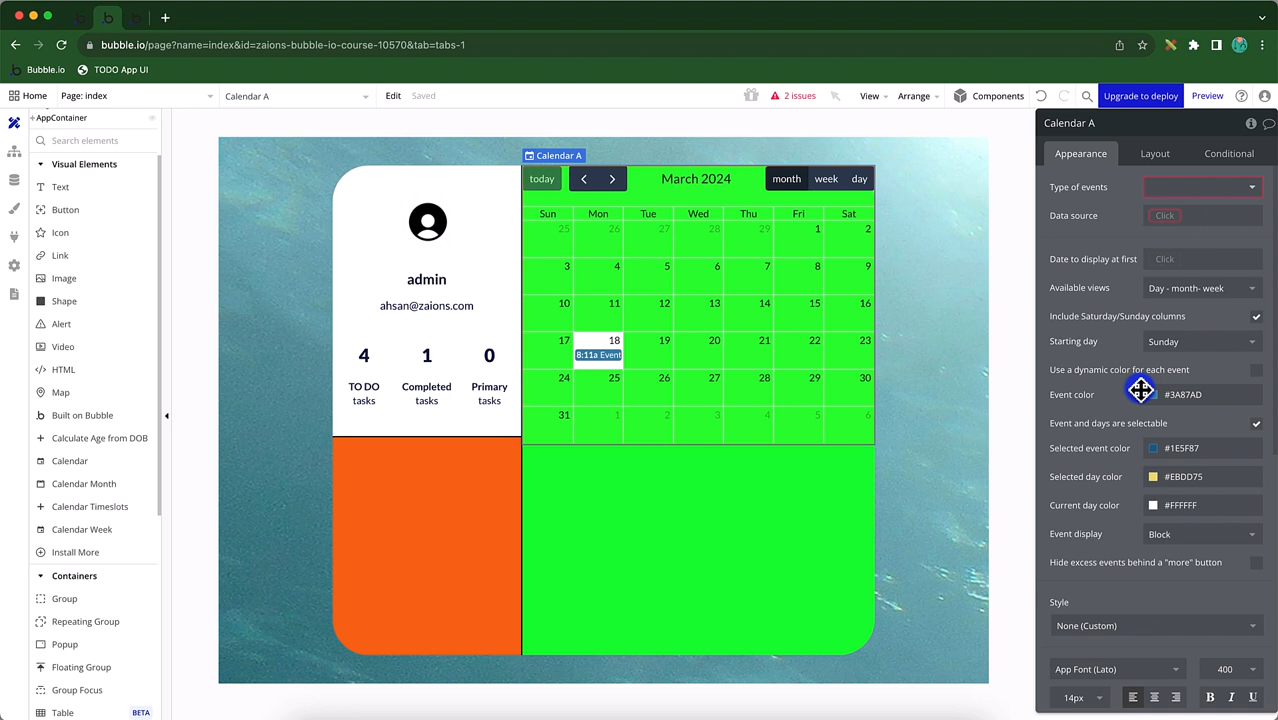 bubble.io/page?name=index&id=zaions-bubble-io-course-10570&tab=tabs-1
Bubble.io
TODO App UI
Home
Page: index
Calendar A
Edit
Saved
2 issues
View
Arrange
Components
Upgrade to deploy
Preview
AppContainer
Search elements
Visual Elements
Text
Button
Icon
Link
Image
Shape
Alert
Video
HTML
Map
Built on Bubble
Calculate Age from DOB
Calendar
Calendar Month
Calendar Timeslots
Calendar Week
Install More
Containers
Group
Repeating Group
Popup
Floating Group
Group Focus
Table BETA
admin
ahsan@zaions.com
4 1 0
TO DO Completed Primary
tasks tasks tasks
Calendar A
today March 2024 month week day
Sun Mon Tue Wed Thu Fri Sat
25 26 27 28 29 1 2
3 4 5 6 7 8 9
10 11 12 13 14 15 16
17 18 19 20 21 22 23
8:11a Event
24 25 26 27 28 29 30
31 1 2 3 4 5 6
Calendar A
Appearance Layout Conditional
Type of events
Data source Click
Date to display at first Click
Available views Day - month- week
Include Saturday/Sunday columns
Starting day Sunday
Use a dynamic color for each event
Event color #3A87AD
Event and days are selectable
Selected event color #1E5F87
Selected day color #EBDD75
Current day color #FFFFFF
Event display Block
Hide excess events behind a "more" button
Style
None (Custom)
App Font (Lato) 400
14px B I U